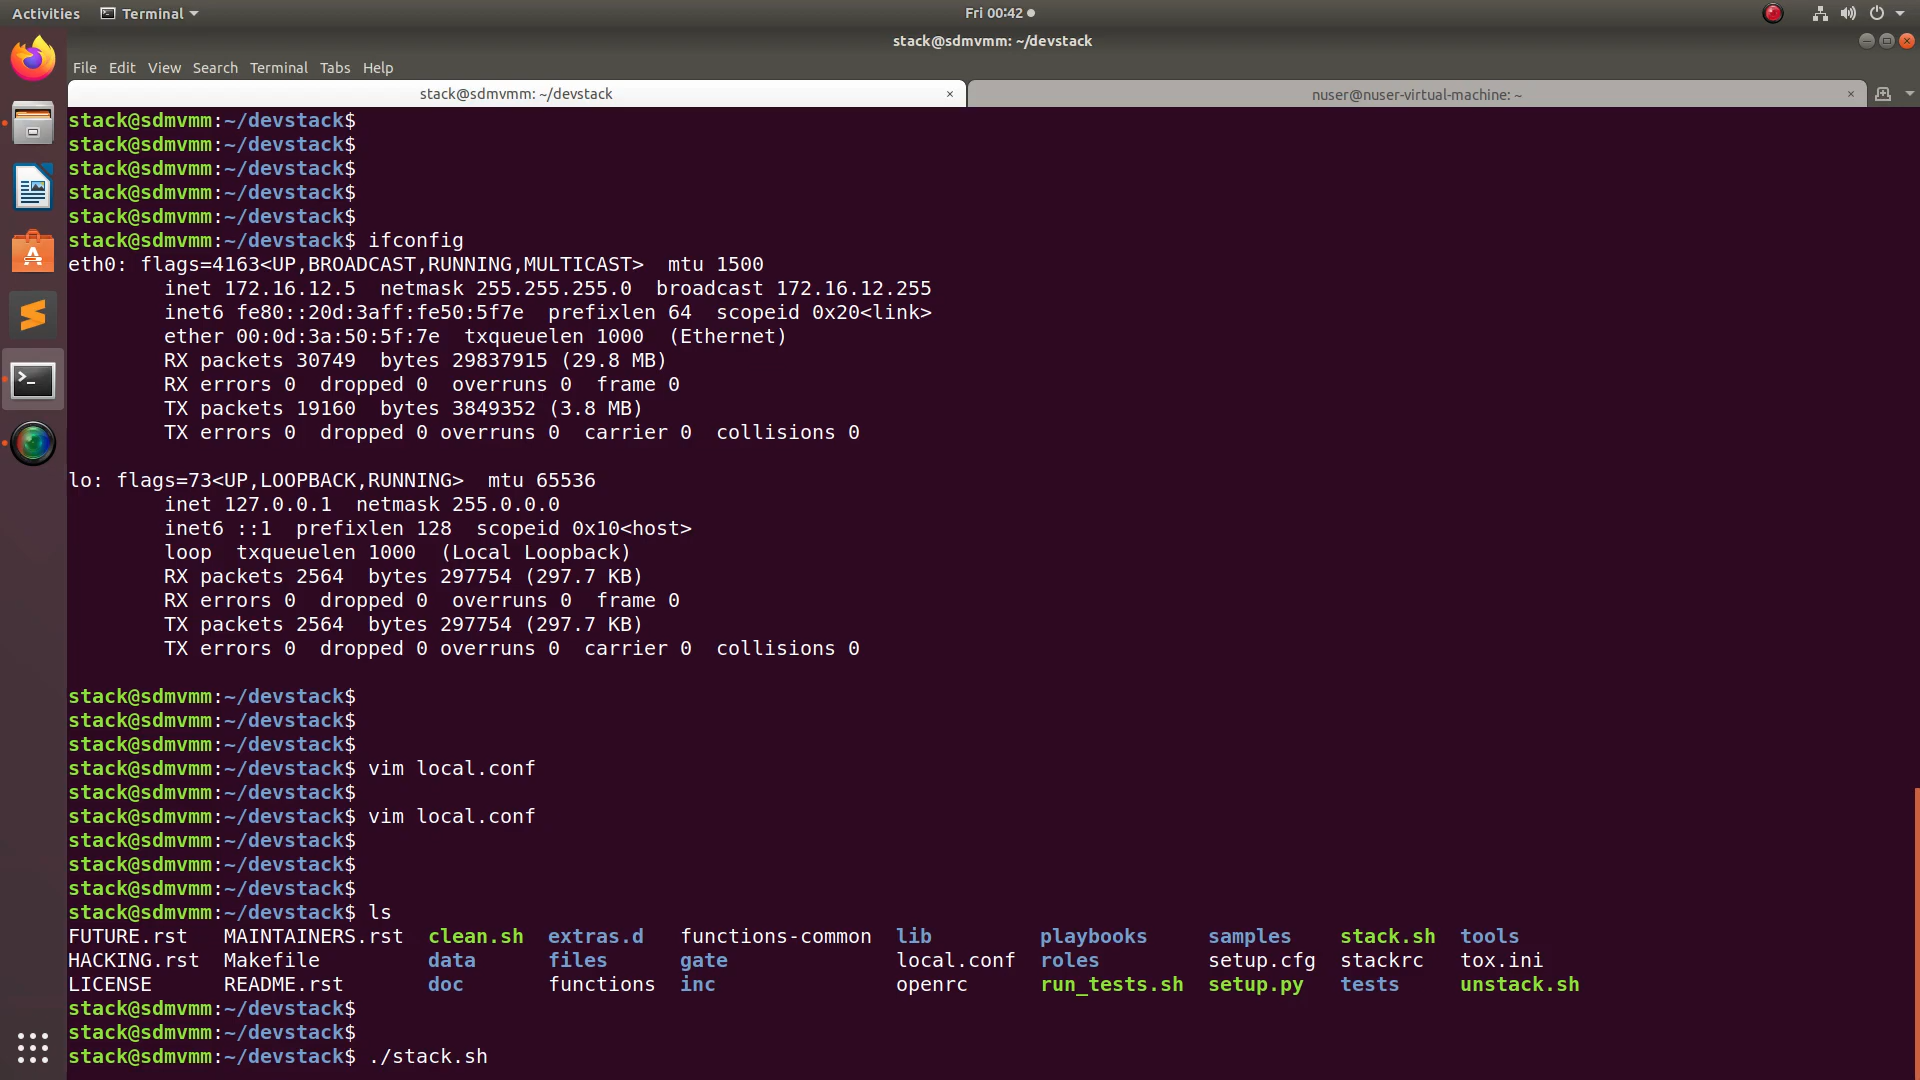 Activities Terminal Fri 00:42
stack@sdmvmm: ~/devstack
File Edit View Search Terminal Tabs Help
stack@sdmvmm: ~/devstack × nuser@nuser-virtual-machine: ~ ×
stack@sdmvmm:~/devstack$
stack@sdmvmm:~/devstack$
stack@sdmvmm:~/devstack$
stack@sdmvmm:~/devstack$
stack@sdmvmm:~/devstack$
stack@sdmvmm:~/devstack$ ifconfig
eth0: flags=4163<UP,BROADCAST,RUNNING,MULTICAST>  mtu 1500
        inet 172.16.12.5  netmask 255.255.255.0  broadcast 172.16.12.255
        inet6 fe80::20d:3aff:fe50:5f7e  prefixlen 64  scopeid 0x20<link>
        ether 00:0d:3a:50:5f:7e  txqueuelen 1000  (Ethernet)
        RX packets 30749  bytes 29837915 (29.8 MB)
        RX errors 0  dropped 0  overruns 0  frame 0
        TX packets 19160  bytes 3849352 (3.8 MB)
        TX errors 0  dropped 0 overruns 0  carrier 0  collisions 0
lo: flags=73<UP,LOOPBACK,RUNNING>  mtu 65536
        inet 127.0.0.1  netmask 255.0.0.0
        inet6 ::1  prefixlen 128  scopeid 0x10<host>
        loop  txqueuelen 1000  (Local Loopback)
        RX packets 2564  bytes 297754 (297.7 KB)
        RX errors 0  dropped 0  overruns 0  frame 0
        TX packets 2564  bytes 297754 (297.7 KB)
        TX errors 0  dropped 0 overruns 0  carrier 0  collisions 0
stack@sdmvmm:~/devstack$
stack@sdmvmm:~/devstack$
stack@sdmvmm:~/devstack$
stack@sdmvmm:~/devstack$ vim local.conf
stack@sdmvmm:~/devstack$
stack@sdmvmm:~/devstack$ vim local.conf
stack@sdmvmm:~/devstack$
stack@sdmvmm:~/devstack$
stack@sdmvmm:~/devstack$
stack@sdmvmm:~/devstack$ ls
FUTURE.rst   MAINTAINERS.rst  clean.sh  extras.d   functions-common  lib         playbooks     samples    stack.sh  tools
HACKING.rst  Makefile         data      files      gate              local.conf  roles         setup.cfg  stackrc   tox.ini
LICENSE      README.rst       doc       functions  inc               openrc      run_tests.sh  setup.py   tests     unstack.sh
stack@sdmvmm:~/devstack$
stack@sdmvmm:~/devstack$
stack@sdmvmm:~/devstack$ ./stack.sh